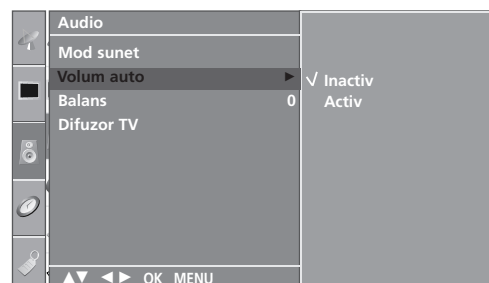 Audio
Mod sunet
Volum auto ►
√ Inactiv
Balans 0
Activ
Difuzor TV
▲▼ ◄► OK MENU